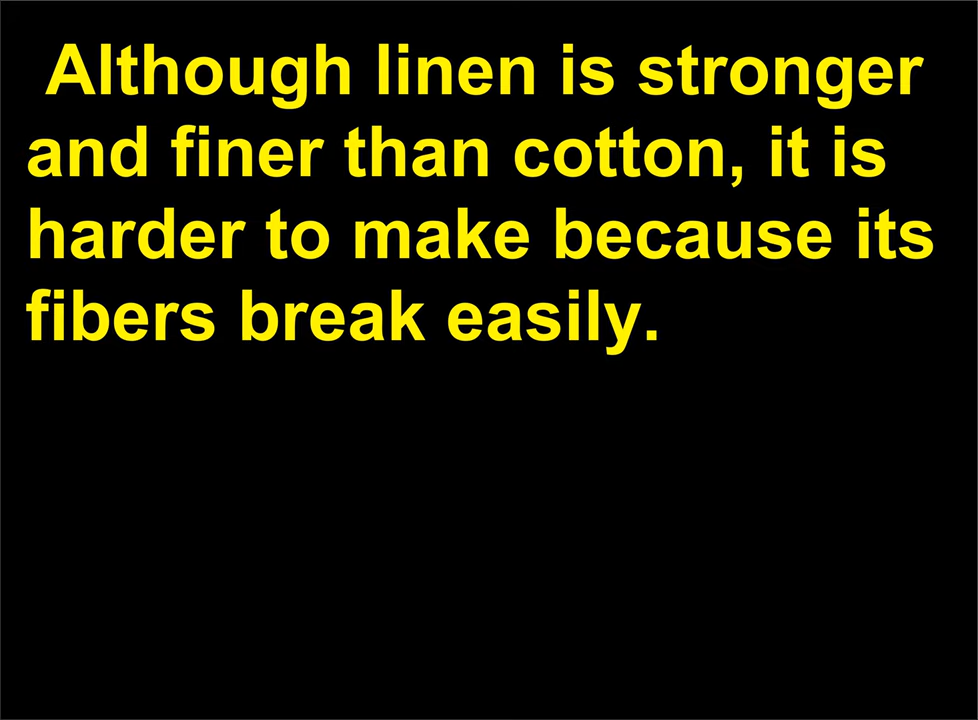 Although linen is stronger
and finer than cotton, it is
harder to make because its
fibers break easily.